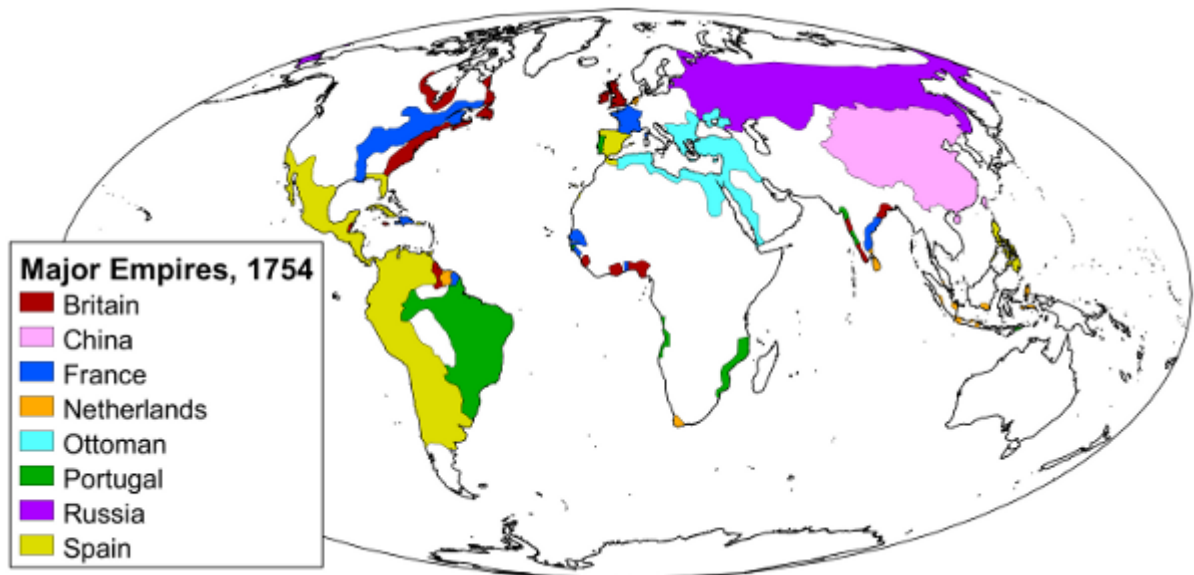 Major Empires, 1754
Britain
China
France
Netherlands
Ottoman
Portugal
Russia
Spain